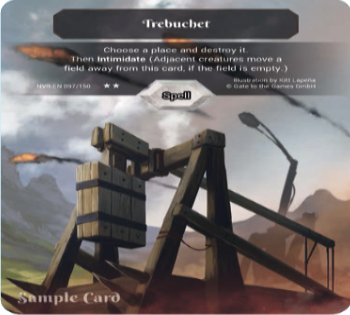 Trebuchet
Choose a place and destroy it.
Then Intimidate (Adjacent creatures move a
field away from this card, if the field is empty.)
Illustration by Kiti Lapeña
© Gate to the Games GmbH
Spell
Sample Card